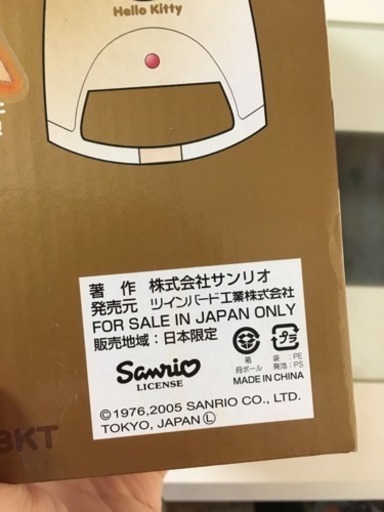 Hello Kitty
著 作 株式会社サンリオ
発売元 ツインバード工業株式会社
FOR SALE IN JAPAN ONLY
販売地域：日本限定
Sanrio
LICENSE
箱
段ボール
プラ
袋：PE
発泡：PS
MADE IN CHINA
©1976,2005 SANRIO CO., LTD.
TOKYO, JAPAN Ⓛ
BKT